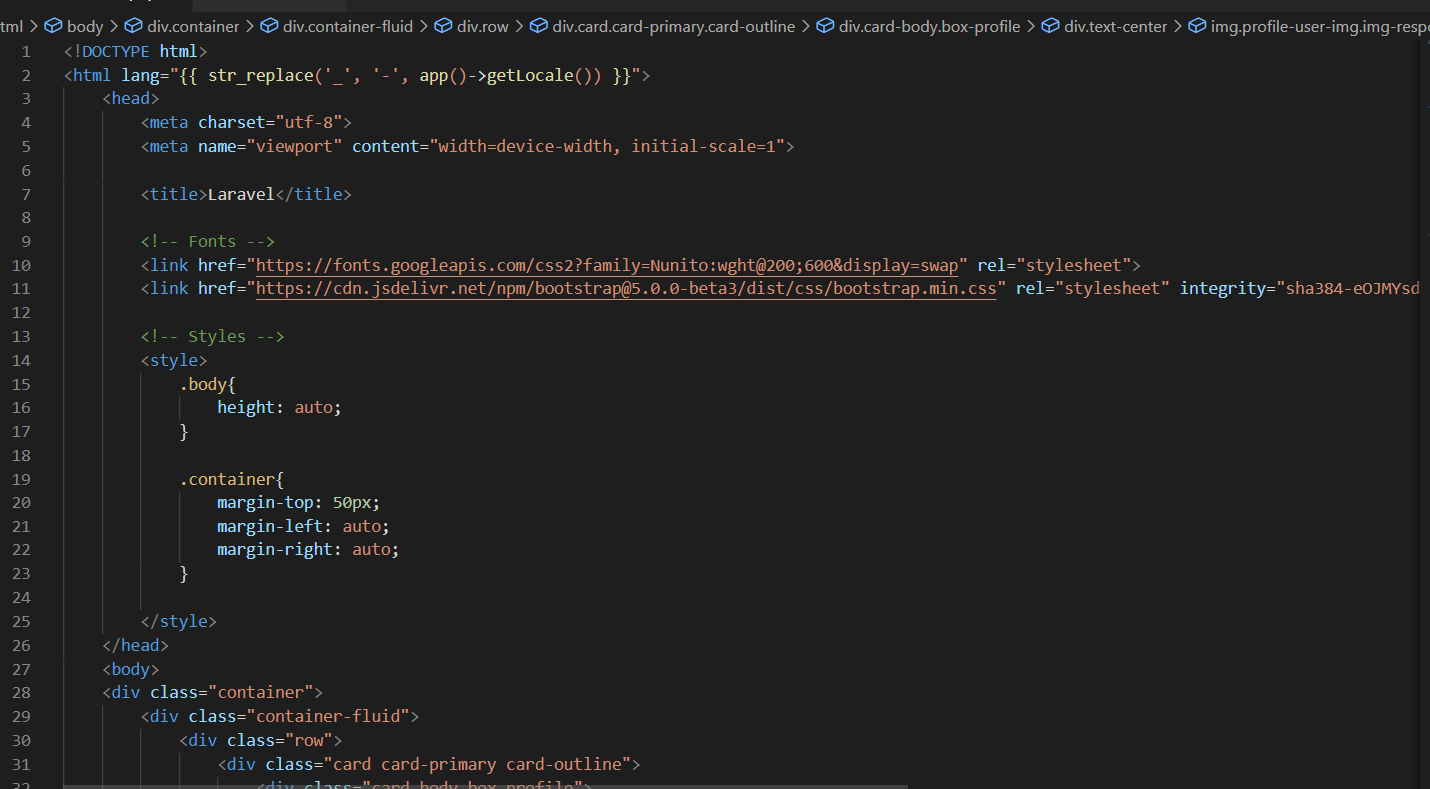 tml > body > div.container > div.container-fluid > div.row > div.card.card-primary.card-outline > div.card-body.box-profile > div.text-center > img.profile-user-img.img-respo
1 <!DOCTYPE html>
2 <html lang="{{ str_replace('_', '-', app()->getLocale()) }}">
3 <head>
4 <meta charset="utf-8">
5 <meta name="viewport" content="width=device-width, initial-scale=1">
6
7 <title>Laravel</title>
8
9 <!-- Fonts -->
10 <link href="https://fonts.googleapis.com/css2?family=Nunito:wght@200;600&display=swap" rel="stylesheet">
11 <link href="https://cdn.jsdelivr.net/npm/bootstrap@5.0.0-beta3/dist/css/bootstrap.min.css" rel="stylesheet" integrity="sha384-eOJMYsd
12
13 <!-- Styles -->
14 <style>
15 .body{
16 height: auto;
17 }
18
19 .container{
20 margin-top: 50px;
21 margin-left: auto;
22 margin-right: auto;
23 }
24
25 </style>
26 </head>
27 <body>
28 <div class="container">
29 <div class="container-fluid">
30 <div class="row">
31 <div class="card card-primary card-outline">
32 <div class="card-body box-profile">